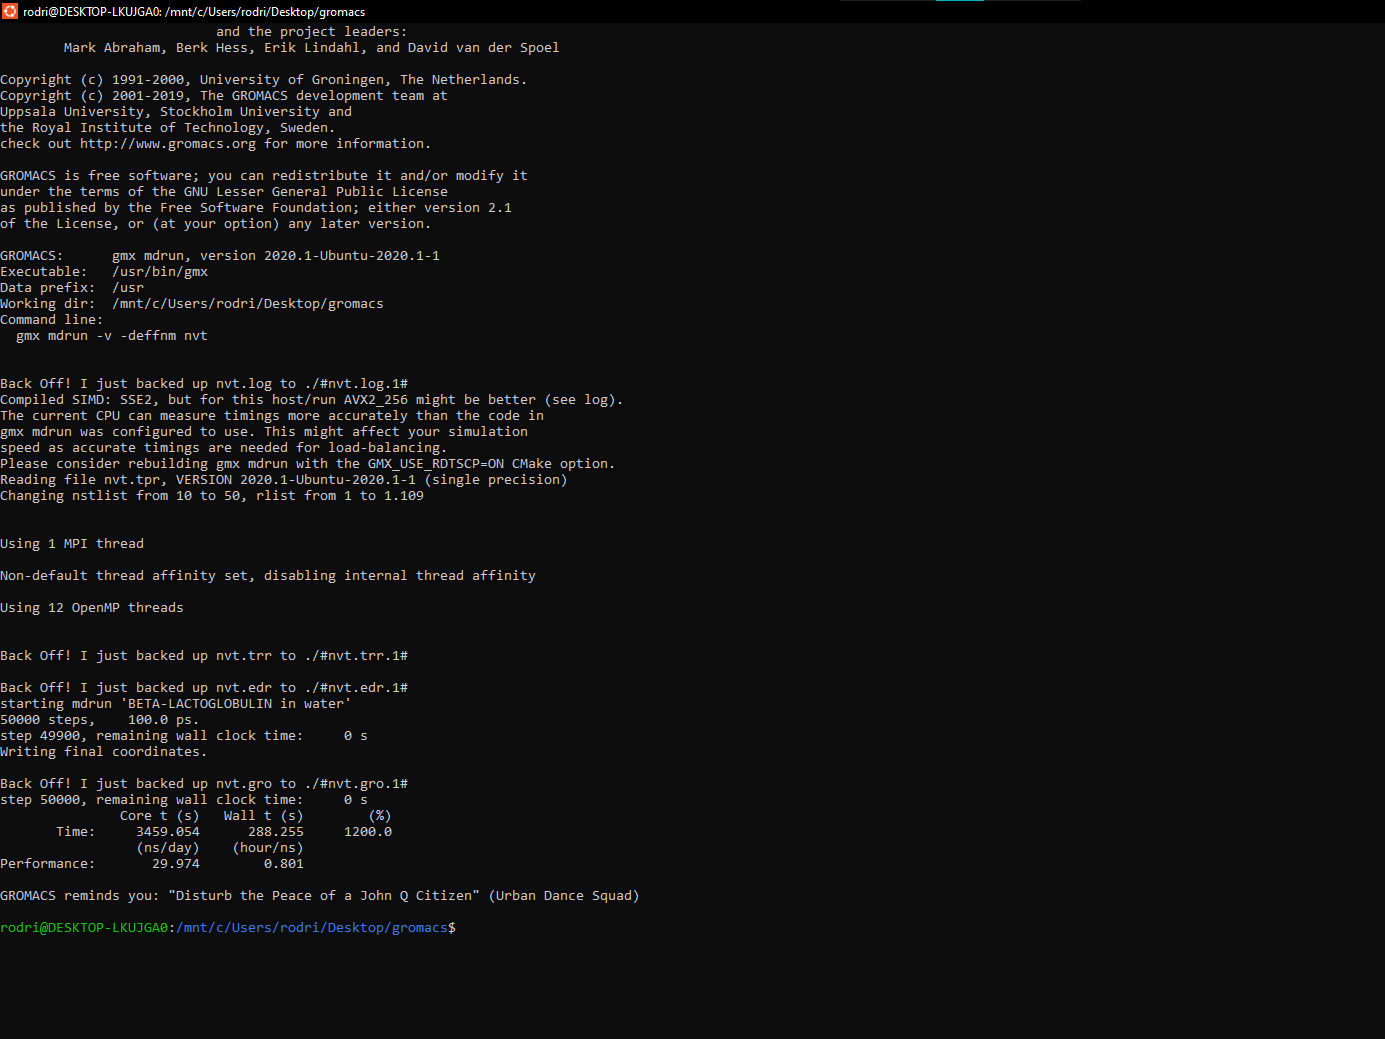 rodri@DESKTOP-LKUJGA0: /mnt/c/Users/rodri/Desktop/gromacs
and the project leaders:
Mark Abraham, Berk Hess, Erik Lindahl, and David van der Spoel
Copyright (c) 1991-2000, University of Groningen, The Netherlands.
Copyright (c) 2001-2019, The GROMACS development team at
Uppsala University, Stockholm University and
the Royal Institute of Technology, Sweden.
check out http://www.gromacs.org for more information.
GROMACS is free software; you can redistribute it and/or modify it
under the terms of the GNU Lesser General Public License
as published by the Free Software Foundation; either version 2.1
of the License, or (at your option) any later version.
GROMACS:      gmx mdrun, version 2020.1-Ubuntu-2020.1-1
Executable:   /usr/bin/gmx
Data prefix:  /usr
Working dir:  /mnt/c/Users/rodri/Desktop/gromacs
Command line:
  gmx mdrun -v -deffnm nvt
Back Off! I just backed up nvt.log to ./#nvt.log.1#
Compiled SIMD: SSE2, but for this host/run AVX2_256 might be better (see log).
The current CPU can measure timings more accurately than the code in
gmx mdrun was configured to use. This might affect your simulation
speed as accurate timings are needed for load-balancing.
Please consider rebuilding gmx mdrun with the GMX_USE_RDTSCP=ON CMake option.
Reading file nvt.tpr, VERSION 2020.1-Ubuntu-2020.1-1 (single precision)
Changing nstlist from 10 to 50, rlist from 1 to 1.109
Using 1 MPI thread
Non-default thread affinity set, disabling internal thread affinity
Using 12 OpenMP threads
Back Off! I just backed up nvt.trr to ./#nvt.trr.1#
Back Off! I just backed up nvt.edr to ./#nvt.edr.1#
starting mdrun 'BETA-LACTOGLOBULIN in water'
50000 steps,    100.0 ps.
step 49900, remaining wall clock time:     0 s
Writing final coordinates.
Back Off! I just backed up nvt.gro to ./#nvt.gro.1#
step 50000, remaining wall clock time:     0 s
               Core t (s)   Wall t (s)        (%)
       Time:     3459.054      288.255     1200.0
                 (ns/day)    (hour/ns)
Performance:       29.974        0.801
GROMACS reminds you: "Disturb the Peace of a John Q Citizen" (Urban Dance Squad)
rodri@DESKTOP-LKUJGA0:/mnt/c/Users/rodri/Desktop/gromacs$